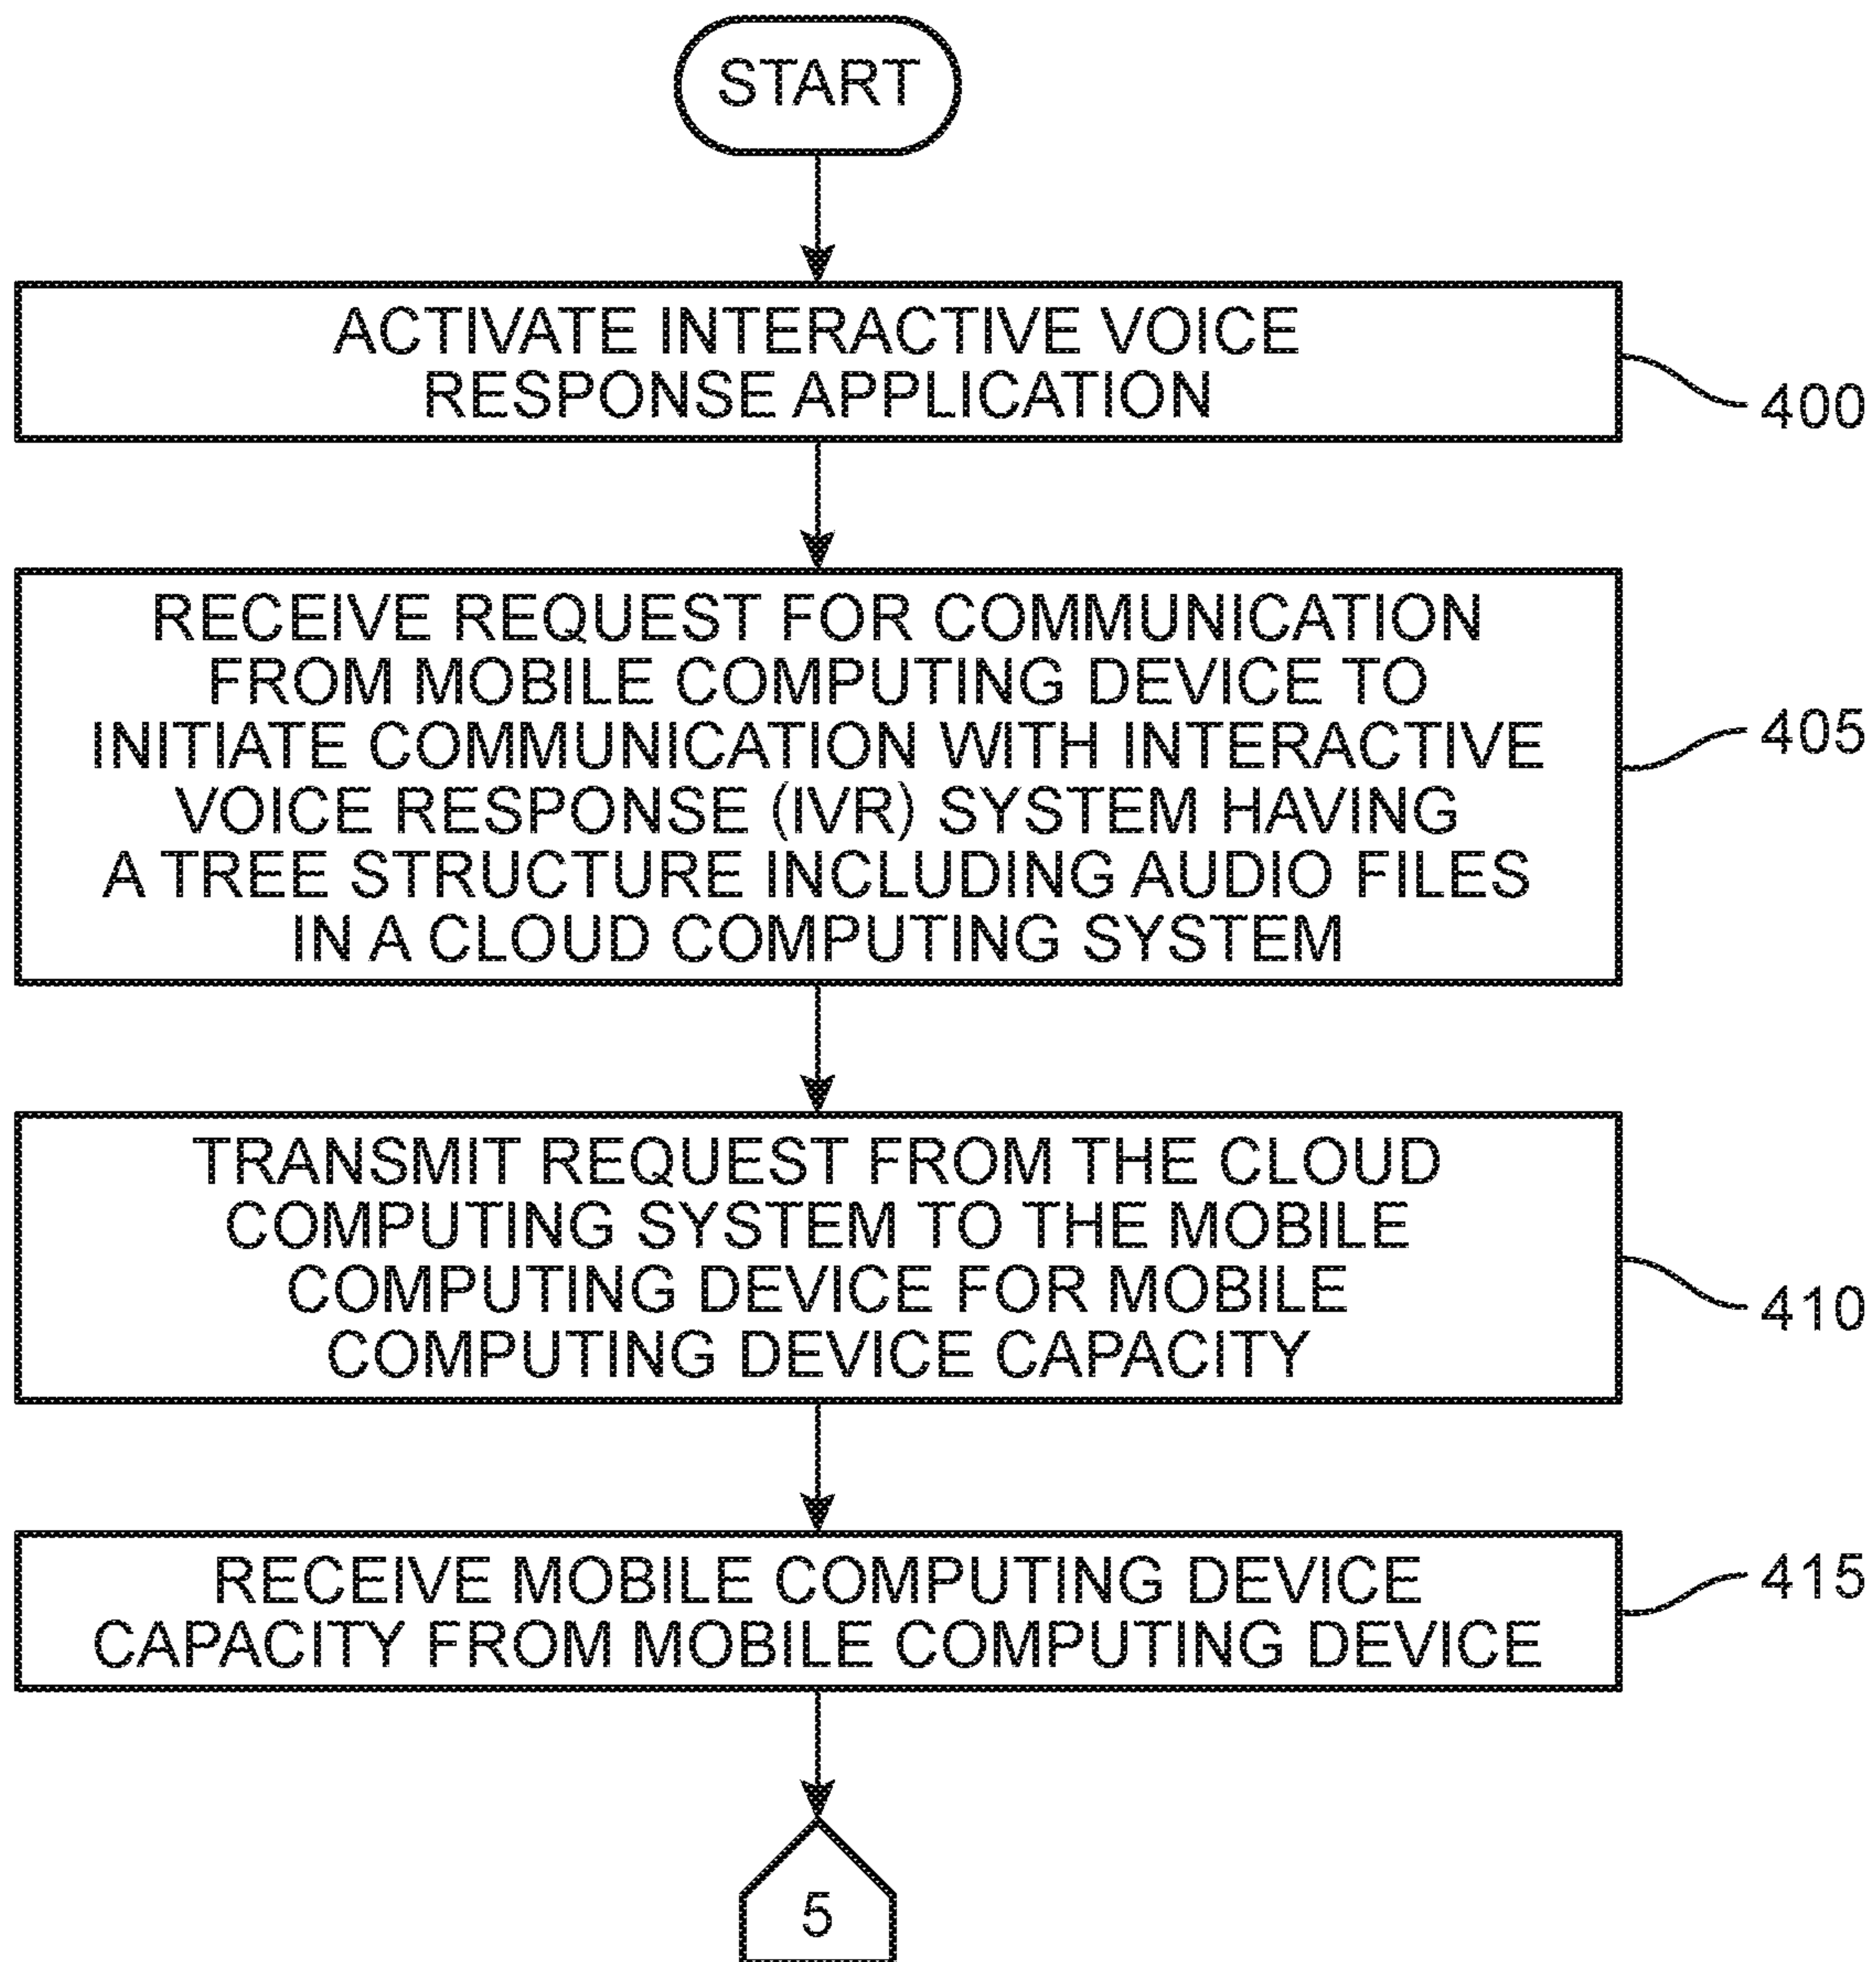 START
ACTIVATE INTERACTIVE VOICE
RESPONSE APPLICATION
400
RECEIVE REQUEST FOR COMMUNICATION
FROM MOBILE COMPUTING DEVICE TO
INITIATE COMMUNICATION WITH INTERACTIVE
VOICE RESPONSE (IVR) SYSTEM HAVING
A TREE STRUCTURE INCLUDING AUDIO FILES
IN A CLOUD COMPUTING SYSTEM
405
TRANSMIT REQUEST FROM THE CLOUD
COMPUTING SYSTEM TO THE MOBILE
COMPUTING DEVICE FOR MOBILE
COMPUTING DEVICE CAPACITY
410
RECEIVE MOBILE COMPUTING DEVICE
CAPACITY FROM MOBILE COMPUTING DEVICE
415
5